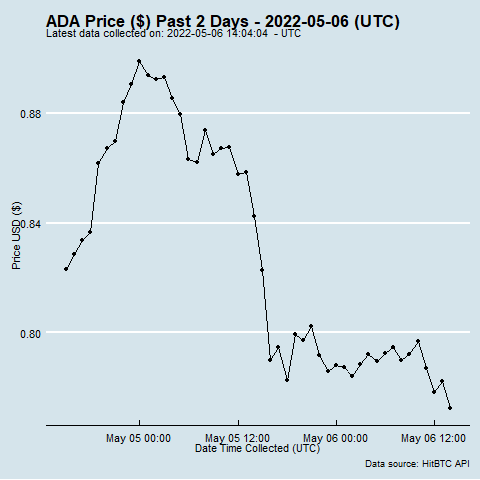 ADA Price ($) Past 2 Days - 2022-05-06 (UTC)
Latest data collected on: 2022-05-06 14:04:04 - UTC
0.88
0.84
0.80
Price USD ($)
May 05 00:00 May 05 12:00 May 06 00:00 May 06 12:00
Date Time Collected (UTC)
Data source: HitBTC API